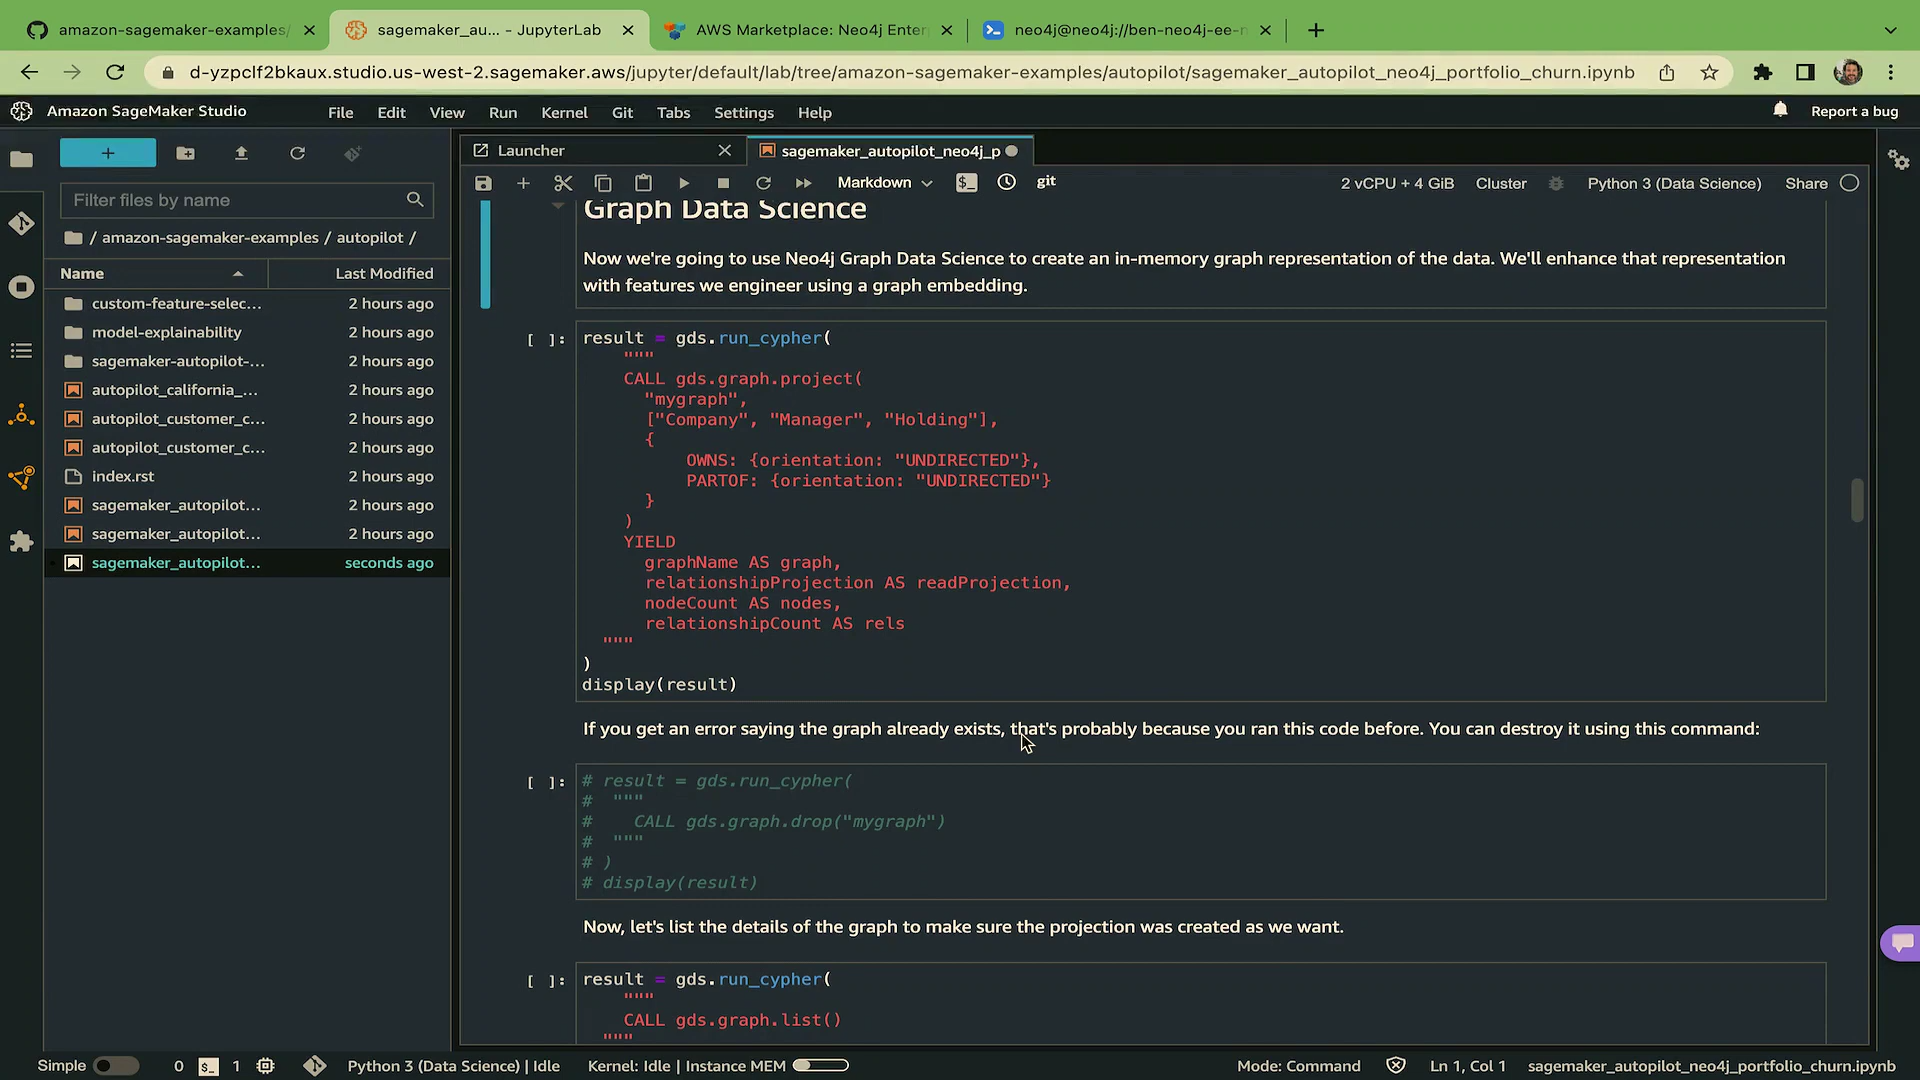 amazon-sagemaker-examples/
sagemaker_au... - JupyterLab
AWS Marketplace: Neo4j Enter
neo4j@neo4j://ben-neo4j-ee-n
d-yzpclf2bkaux.studio.us-west-2.sagemaker.aws/jupyter/default/lab/tree/amazon-sagemaker-examples/autopilot/sagemaker_autopilot_neo4j_portfolio_churn.ipynb
Amazon SageMaker Studio
File Edit View Run Kernel Git Tabs Settings Help
Report a bug
Launcher
sagemaker_autopilot_neo4j_p
Markdown
git
2 vCPU + 4 GiB Cluster Python 3 (Data Science) Share
Filter files by name
/ amazon-sagemaker-examples / autopilot /
Name Last Modified
custom-feature-selec... 2 hours ago
model-explainability 2 hours ago
sagemaker-autopilot-... 2 hours ago
autopilot_california_... 2 hours ago
autopilot_customer_c... 2 hours ago
autopilot_customer_c... 2 hours ago
index.rst 2 hours ago
sagemaker_autopilot... 2 hours ago
sagemaker_autopilot... 2 hours ago
sagemaker_autopilot... seconds ago
Graph Data Science
Now we're going to use Neo4j Graph Data Science to create an in-memory graph representation of the data. We'll enhance that representation
with features we engineer using a graph embedding.
[ ]: result = gds.run_cypher(
"""
CALL gds.graph.project(
"mygraph",
["Company", "Manager", "Holding"],
{
OWNS: {orientation: "UNDIRECTED"},
PARTOF: {orientation: "UNDIRECTED"}
}
)
YIELD
graphName AS graph,
relationshipProjection AS readProjection,
nodeCount AS nodes,
relationshipCount AS rels
"""
)
display(result)
If you get an error saying the graph already exists, that's probably because you ran this code before. You can destroy it using this command:
[ ]: # result = gds.run_cypher(
# """
# CALL gds.graph.drop("mygraph")
# """
# )
# display(result)
Now, let's list the details of the graph to make sure the projection was created as we want.
[ ]: result = gds.run_cypher(
"""
CALL gds.graph.list()
"""
Simple 0 $_ 1 Python 3 (Data Science) | Idle Kernel: Idle | Instance MEM
Mode: Command Ln 1, Col 1 sagemaker_autopilot_neo4j_portfolio_churn.ipynb